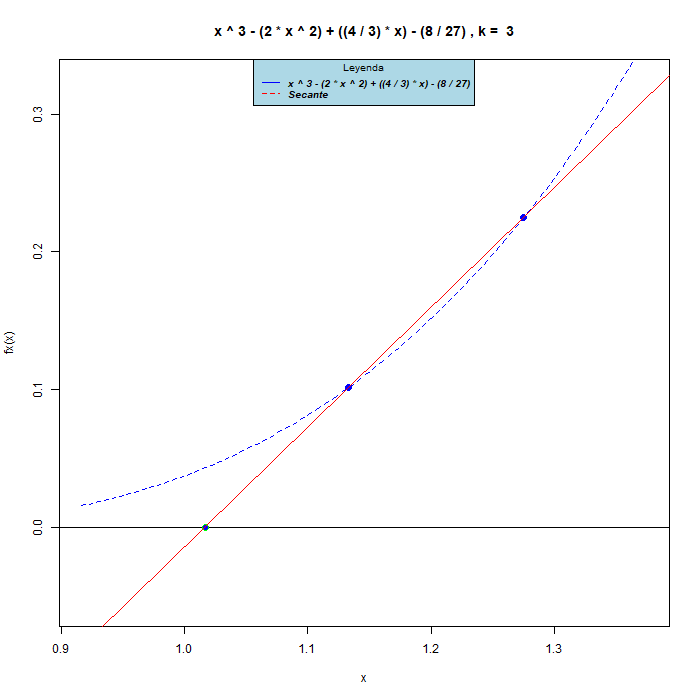 x ^ 3 - (2 * x ^ 2) + ((4 / 3) * x) - (8 / 27) , k =  3
Leyenda
x ^ 3 - (2 * x ^ 2) + ((4 / 3) * x) - (8 / 27)
Secante
0.3
0.2
0.1
0.0
fx(x)
0.9
1.0
1.1
1.2
1.3
x